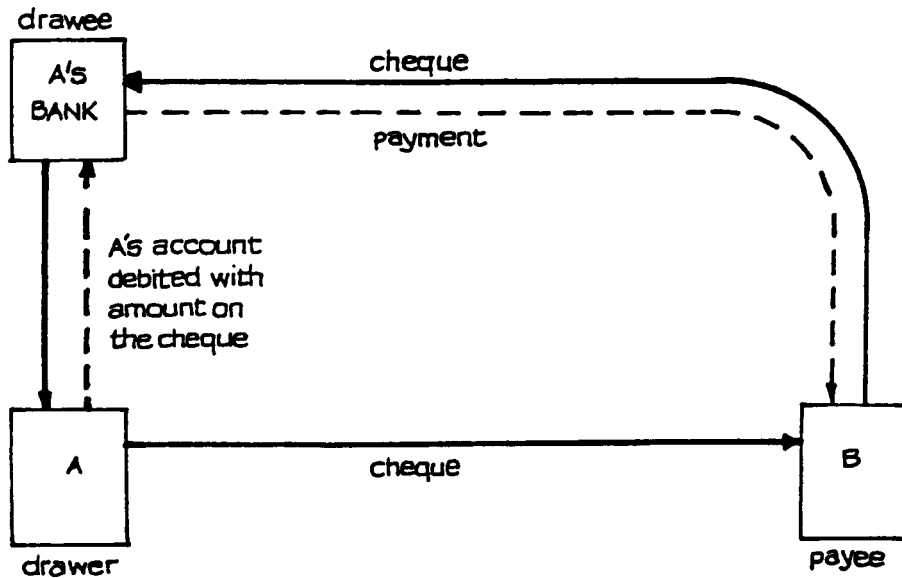 drawee
A's
BANK
cheque
payment
A's account
debited with
amount on
the cheque
A
cheque
B
drawer
payee